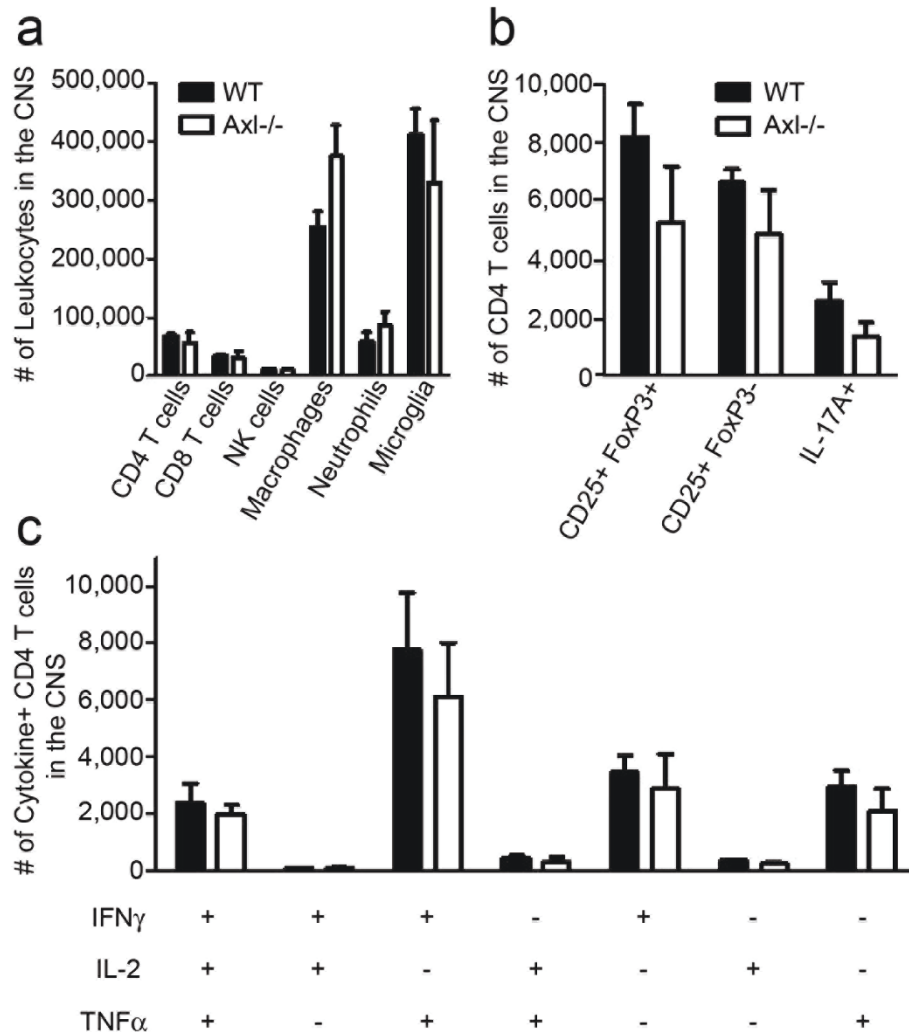 a
# of Leukocytes in the CNS
500,000
400,000
300,000
200,000
100,000
0
WT
Axl-/-
CD4 T cells
CD8 T cells
NK cells
Macrophages
Neutrophils
Microglia
b
# of CD4 T cells in the CNS
10,000
8,000
6,000
4,000
2,000
0
WT
Axl-/-
CD25+ FoxP3+
CD25+ FoxP3-
IL-17A+
c
# of Cytokine+ CD4 T cells
in the CNS
10,000
8,000
6,000
4,000
2,000
0
IFNγ + + + - + - -
IL-2 + + - + - + -
TNFα + - + + - - +